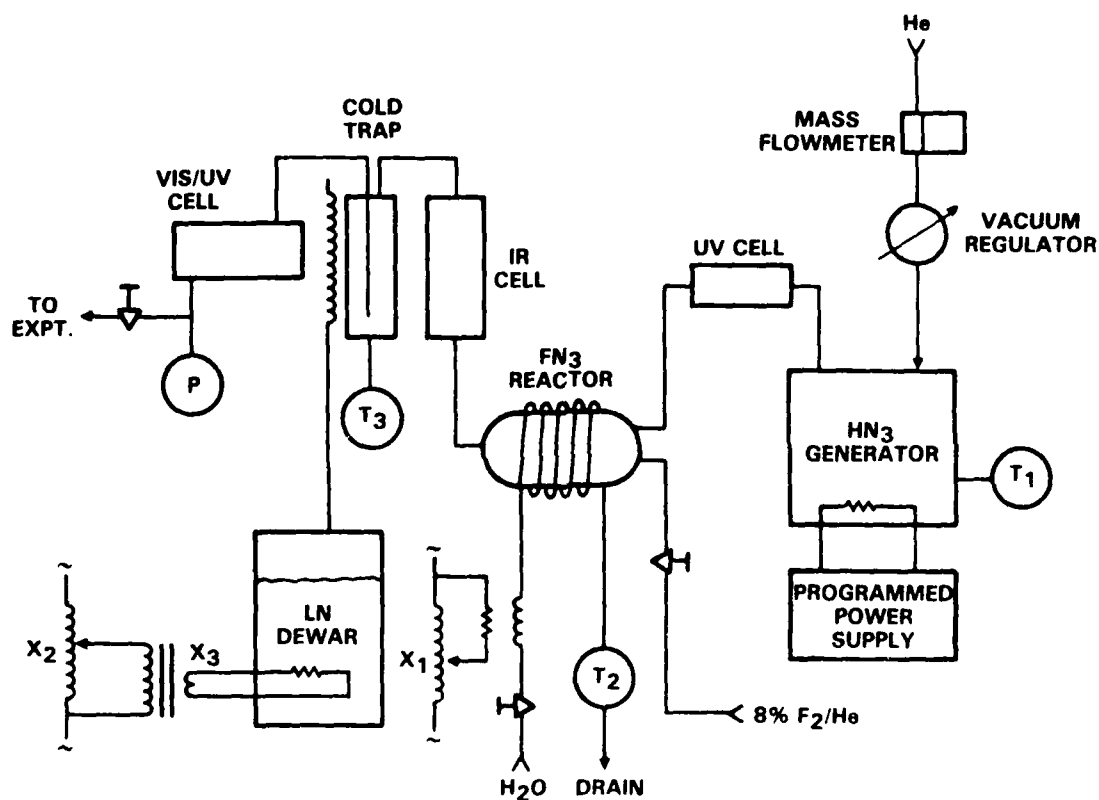 He
MASS
FLOWMETER
COLD
TRAP
VIS/UV
CELL
VACUUM
REGULATOR
UV CELL
IR
CELL
TO
EXPT.
P
T3
FN3
REACTOR
HN3
GENERATOR
T1
PROGRAMMED
POWER
SUPPLY
~
~
LN
DEWAR
X2
X3
X1
T2
~
~
8% F2/He
H2O
DRAIN